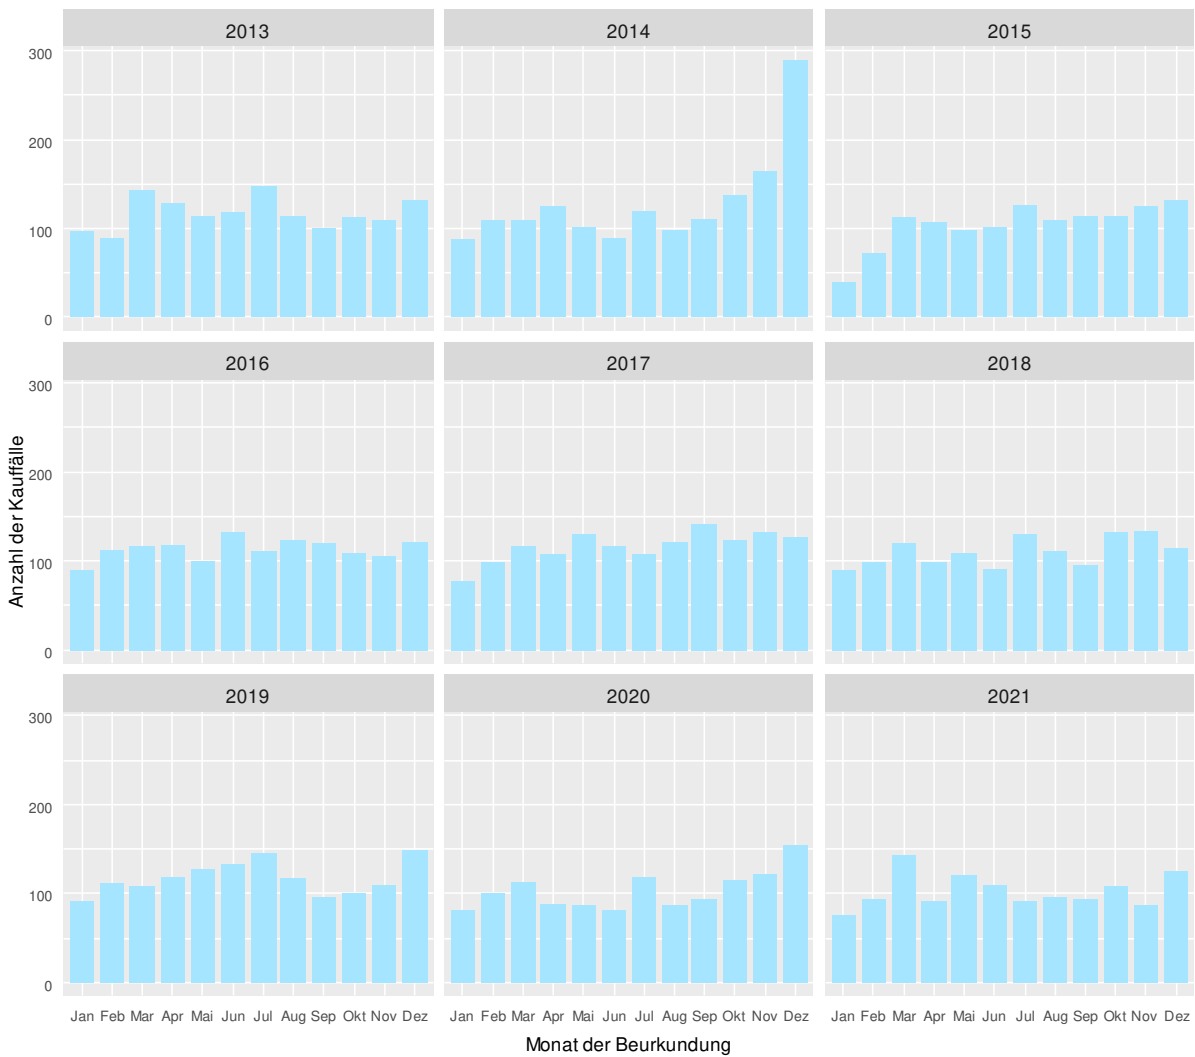 2013 2014 2015
300
200
100
0
2016 2017 2018
300
200
100
0
Anzahl der Kauffälle
2019 2020 2021
300
200
100
0
Jan Feb Mar Apr Mai Jun Jul Aug Sep Okt Nov Dez Jan Feb Mar Apr Mai Jun Jul Aug Sep Okt Nov Dez Jan Feb Mar Apr Mai Jun Jul Aug Sep Okt Nov Dez
Monat der Beurkundung